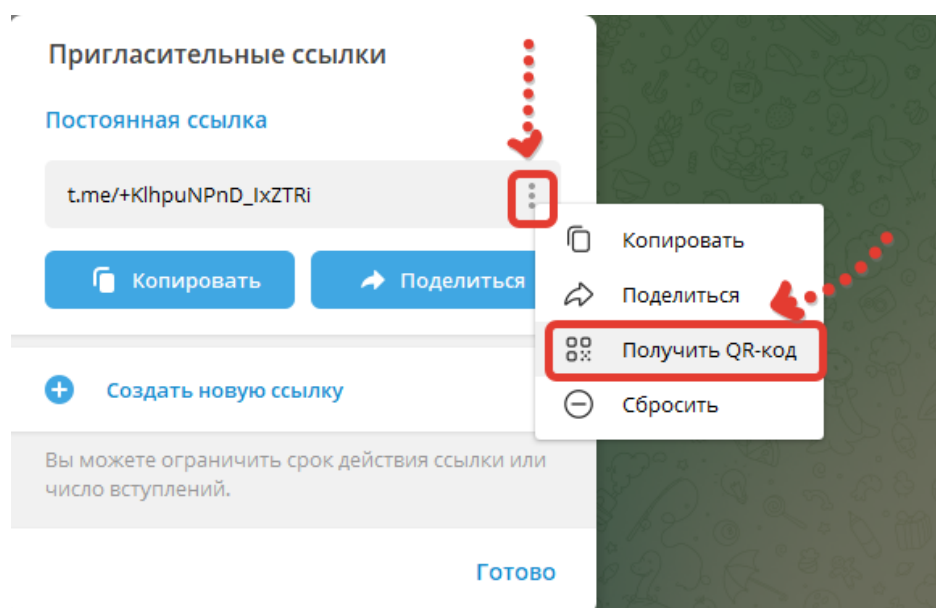 Пригласительные ссылки
Постоянная ссылка
t.me/+KlhpuNPnD_IxZTRi
Копировать
Поделиться
Копировать
Поделиться
Получить QR-код
Сбросить
Создать новую ссылку
Вы можете ограничить срок действия ссылки или
число вступлений.
Готово